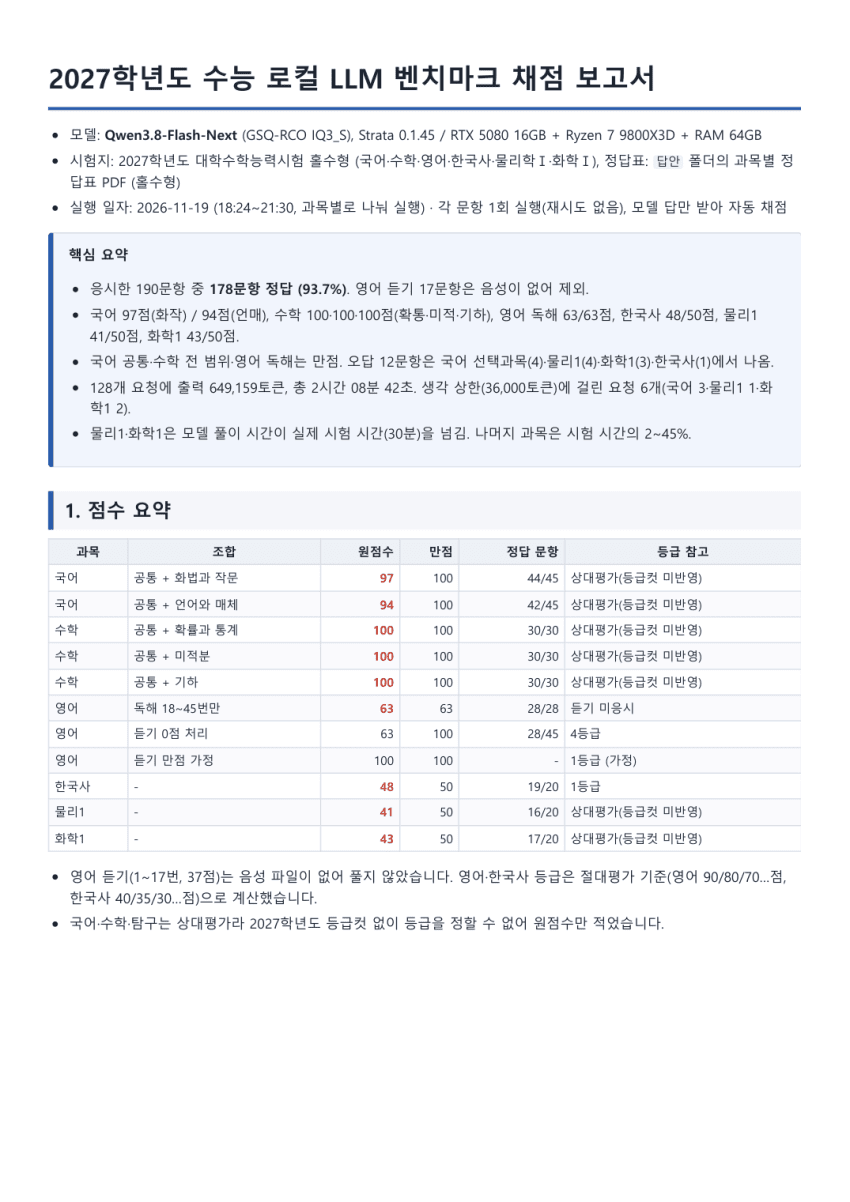 2027학년도 수능 로컬 LLM 벤치마크 채점 보고서
• 모델: Qwen3.8-Flash-Next (GSQ-RCO IQ3_S), Strata 0.1.45 / RTX 5080 16GB + Ryzen 7 9800X3D + RAM 64GB
• 시험지: 2027학년도 대학수학능력시험 홀수형 (국어·수학·영어·한국사·물리학Ⅰ·화학Ⅰ), 정답표: 답안 폴더의 과목별 정
답표 PDF (홀수형)
• 실행 일자: 2026-11-19 (18:24~21:30, 과목별로 나눠 실행) · 각 문항 1회 실행(재시도 없음), 모델 답만 받아 자동 채점
핵심 요약
• 응시한 190문항 중 178문항 정답 (93.7%). 영어 듣기 17문항은 음성이 없어 제외.
• 국어 97점(화작) / 94점(언매), 수학 100·100·100점(확통·미적·기하), 영어 독해 63/63점, 한국사 48/50점, 물리1
41/50점, 화학1 43/50점.
• 국어 공통·수학 전 범위·영어 독해는 만점. 오답 12문항은 국어 선택과목(4)·물리1(4)·화학1(3)·한국사(1)에서 나옴.
• 128개 요청에 출력 649,159토큰, 총 2시간 08분 42초. 생각 상한(36,000토큰)에 걸린 요청 6개(국어 3·물리1 1·화
학1 2).
• 물리1·화학1은 모델 풀이 시간이 실제 시험 시간(30분)을 넘김. 나머지 과목은 시험 시간의 2~45%.
1. 점수 요약
과목 조합 원점수 만점 정답 문항 등급 참고
국어 공통 + 화법과 작문 97 100 44/45 상대평가(등급컷 미반영)
국어 공통 + 언어와 매체 94 100 42/45 상대평가(등급컷 미반영)
수학 공통 + 확률과 통계 100 100 30/30 상대평가(등급컷 미반영)
수학 공통 + 미적분 100 100 30/30 상대평가(등급컷 미반영)
수학 공통 + 기하 100 100 30/30 상대평가(등급컷 미반영)
영어 독해 18~45번만 63 63 28/28 듣기 미응시
영어 듣기 0점 처리 63 100 28/45 4등급
영어 듣기 만점 가정 100 100 - 1등급 (가정)
한국사 - 48 50 19/20 1등급
물리1 - 41 50 16/20 상대평가(등급컷 미반영)
화학1 - 43 50 17/20 상대평가(등급컷 미반영)
• 영어 듣기(1~17번, 37점)는 음성 파일이 없어 풀지 않았습니다. 영어·한국사 등급은 절대평가 기준(영어 90/80/70…점,
한국사 40/35/30…점)으로 계산했습니다.
• 국어·수학·탐구는 상대평가라 2027학년도 등급컷 없이 등급을 정할 수 없어 원점수만 적었습니다.